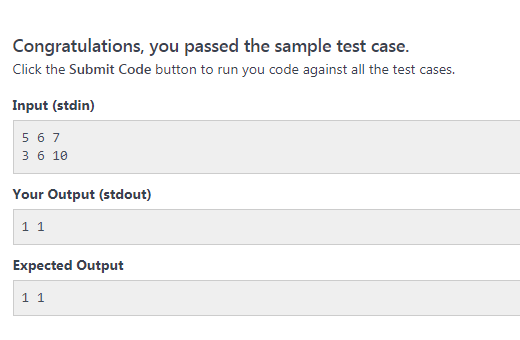 Congratulations, you passed the sample test case.
Click the Submit Code button to run you code against all the test cases.
Input (stdin)
5 6 7
3 6 10
Your Output (stdout)
1 1
Expected Output
1 1